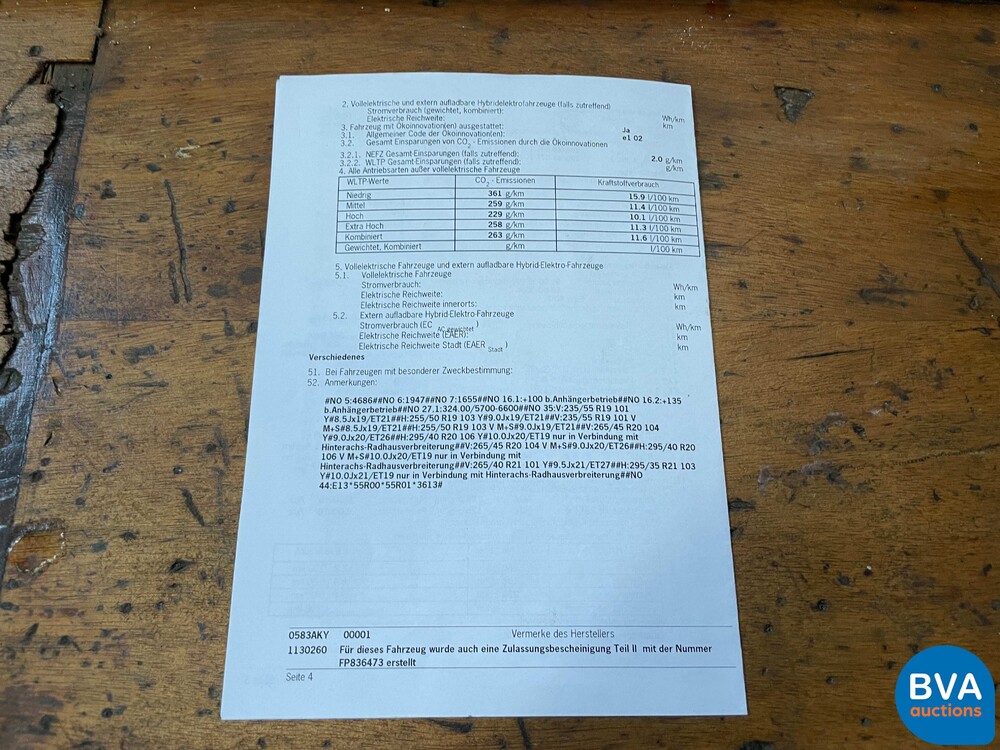 2. Vollelektrische und extern aufladbare Hybridelektrofahrzeuge (falls zutreffend)
Stromverbrauch (gewichtet, kombiniert): Wh/km
Elektrische Reichweite: km
3. Fahrzeug mit Ökoinnovation(en) ausgestattet: Ja
3.1. Allgemeiner Code der Ökoinnovation(en): e1 02
3.2. Gesamt Einsparungen von CO2 - Emissionen durch die Ökoinnovationen
3.2.1. NEFZ Gesamt-Einsparungen (falls zutreffend): 2.0 g/km
3.2.2. WLTP Gesamt-Einsparungen (falls zutreffend): g/km
4. Alle Antriebsarten außer vollelektrische Fahrzeuge
WLTP-Werte CO2 - Emissionen Kraftstoffverbrauch
Niedrig 361 g/km 15.9 l/100 km
Mittel 259 g/km 11.4 l/100 km
Hoch 229 g/km 10.1 l/100 km
Extra Hoch 258 g/km 11.3 l/100 km
Kombiniert 263 g/km 11.6 l/100 km
Gewichtet, Kombiniert g/km l/100 km
5. Vollelektrische Fahrzeuge und extern aufladbare Hybrid-Elektro-Fahrzeuge
5.1. Vollelektrische Fahrzeuge
Stromverbrauch: Wh/km
Elektrische Reichweite: km
Elektrische Reichweite innerorts: km
5.2. Extern aufladbare Hybrid-Elektro-Fahrzeuge
Stromverbrauch (EC AC,gewichtet ) Wh/km
Elektrische Reichweite (EAER): km
Elektrische Reichweite Stadt (EAER Stadt ) km
Verschiedenes
51. Bei Fahrzeugen mit besonderer Zweckbestimmung:
52. Anmerkungen:
#NO 5:4686##NO 6:1947##NO 7:1655##NO 16.1:+100 b.Anhängerbetrieb##NO 16.2:+135
b.Anhängerbetrieb##NO 27.1:324.00/5700-6600##NO 35:V:235/55 R19 101
Y#8.5Jx19/ET21##H:255/50 R19 103 Y#9.0Jx19/ET21##V:235/55 R19 101 V
M+S#8.5Jx19/ET21##H:255/50 R19 103 V M+S#9.0Jx19/ET21##V:265/45 R20 104
Y#9.0Jx20/ET26##H:295/40 R20 106 Y#10.0Jx20/ET19 nur in Verbindung mit
Hinterachs-Radhausverbreiterung##V:265/45 R20 104 V M+S#9.0Jx20/ET26##H:295/40 R20
106 V M+S#10.0Jx20/ET19 nur in Verbindung mit
Hinterachs-Radhausverbreiterung##V:265/40 R21 101 Y#9.5Jx21/ET27##H:295/35 R21 103
Y#10.0Jx21/ET19 nur in Verbindung mit Hinterachs-Radhausverbreiterung##NO
44:E13*55R00*55R01*3613#
0583AKY 00001 Vermerke des Herstellers
1130260 Für dieses Fahrzeug wurde auch eine Zulassungsbescheinigung Teil II mit der Nummer
FP836473 erstellt
Seite 4
BVA
auctions